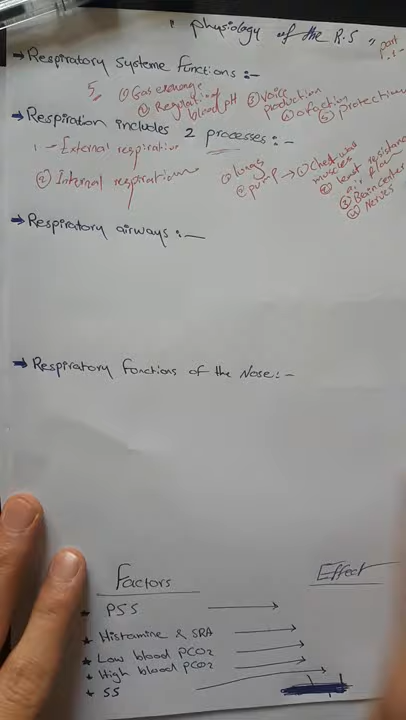 " physiology of the R.S "
part 1:-
→ Respiratory systeme functions :-
5 ① Gas exchange ③ voice production
② Regulation of blood pH ④ olfaction ⑤ protection
→ Respiration includes 2 processes :-
1- External respiration
② Internal respiration
① lungs
② pump → ① Chest wall muscles
② least resistance air flow
③ Brain center
④ Nerves
→ Respiratory airways :-
→ Respiratory functions of the Nose :-
Factors
Effect
* PSS →
* Histamine & SRA →
* Low blood PCO2 →
* High blood PCO2 →
* SS →